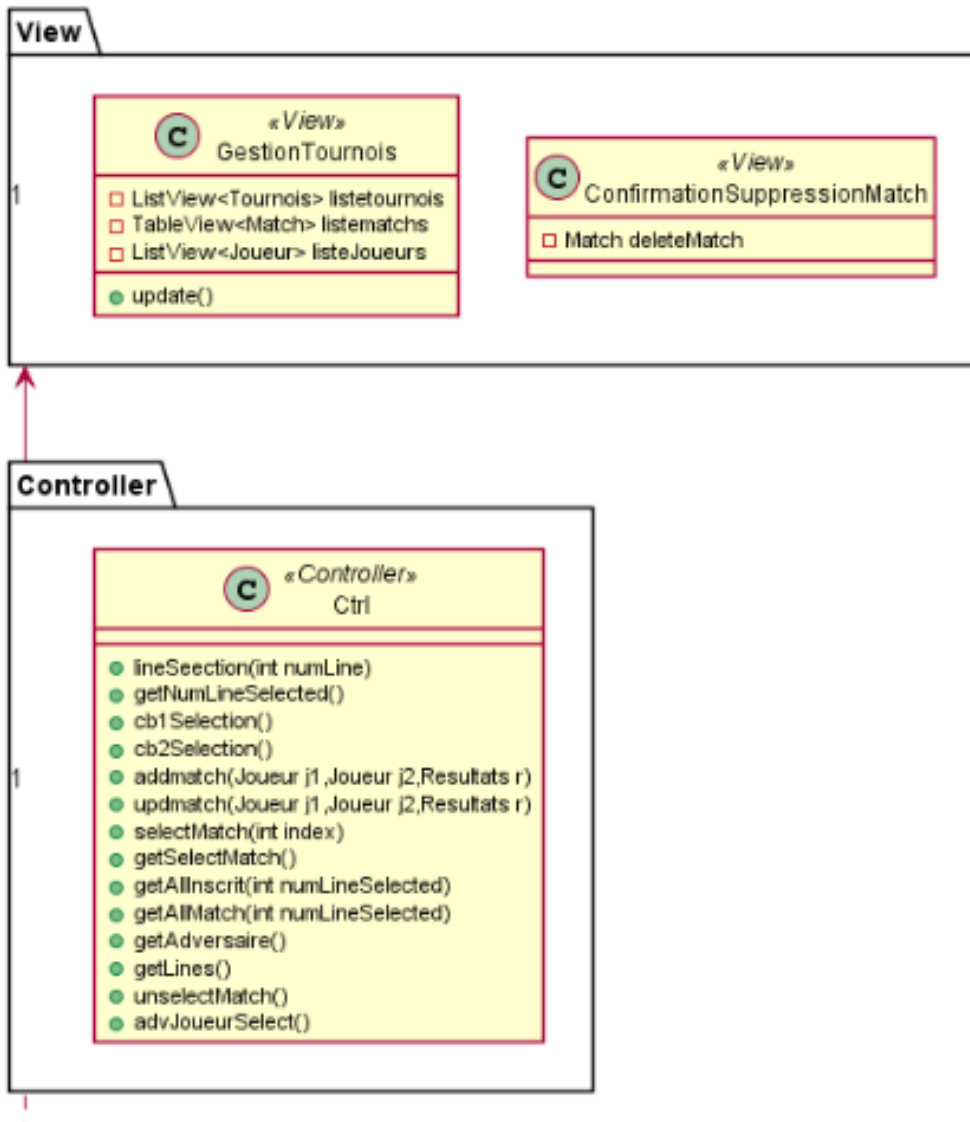 View
C
«View»
GestionTournois
ListView<Tournois> listetournois
TableView<Match> listematchs
ListView<Joueur> listeJoueurs
update()
C
«View»
ConfirmationSuppressionMatch
Match deleteMatch
1
Controller
C
«Controller»
Ctrl
lineSeection(int numLine)
getNumLineSelected()
cb1Selection()
cb2Selection()
addmatch(Joueur j1,Joueur j2,Resultats r)
updmatch(Joueur j1,Joueur j2,Resultats r)
selectMatch(int index)
getSelectMatch()
getAllInscrit(int numLineSelected)
getAllMatch(int numLineSelected)
getAdversaire()
getLines()
unselectMatch()
advJoueurSelect()
1